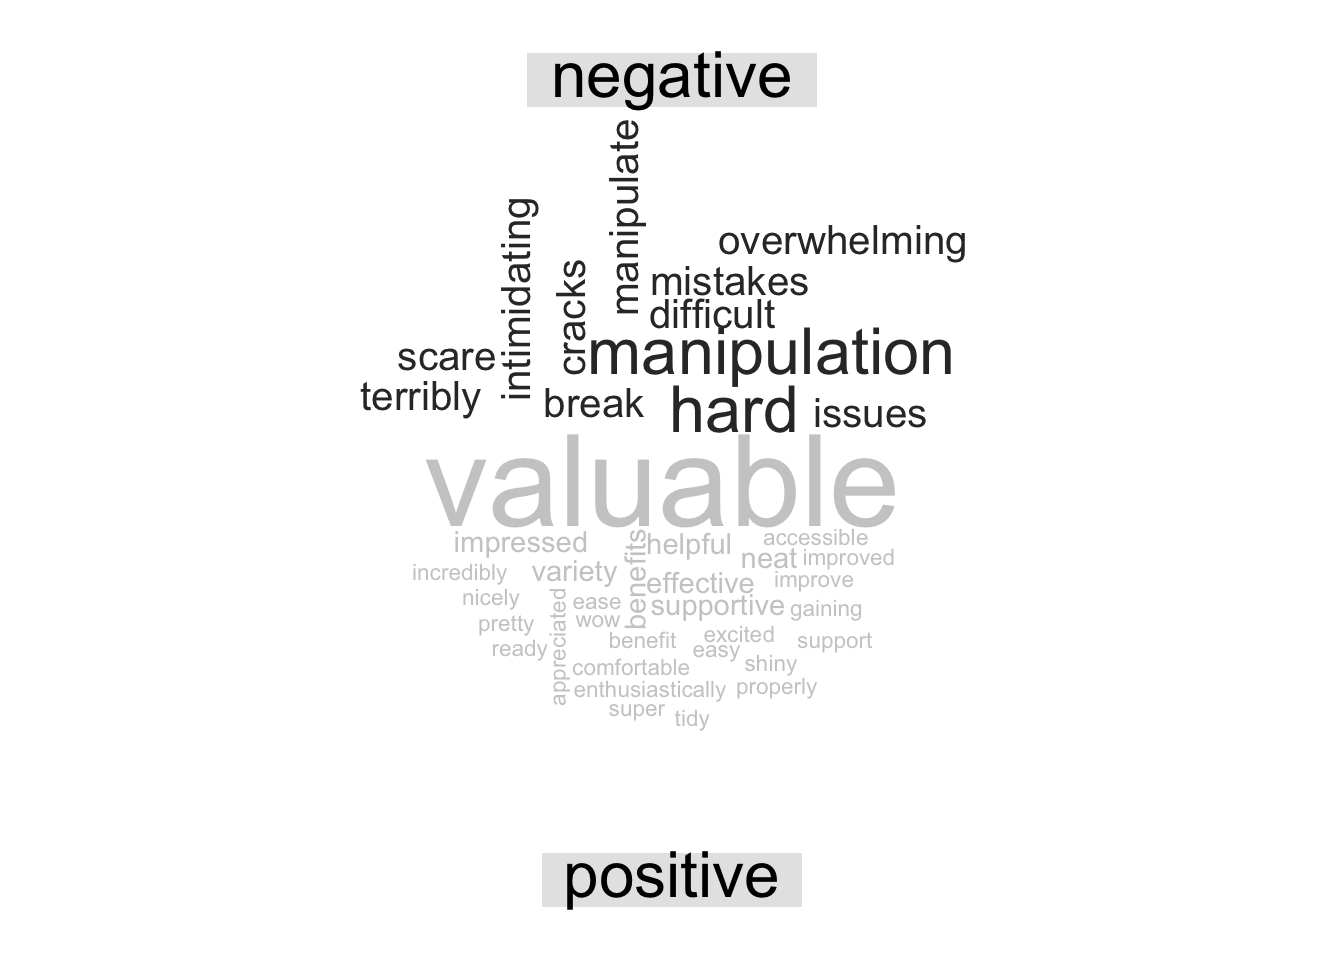 negative
manipulate
intimidating
overwhelming
cracks
mistakes
difficult
manipulation
scare
terribly
break
hard
issues
valuable
impressed
benefits
helpful
accessible
neat
improved
incredibly
variety
effective
improve
nicely
appreciated
ease
supportive
gaining
pretty
wow
ready
benefit
excited
easy
support
comfortable
shiny
enthusiastically
properly
super
tidy
positive